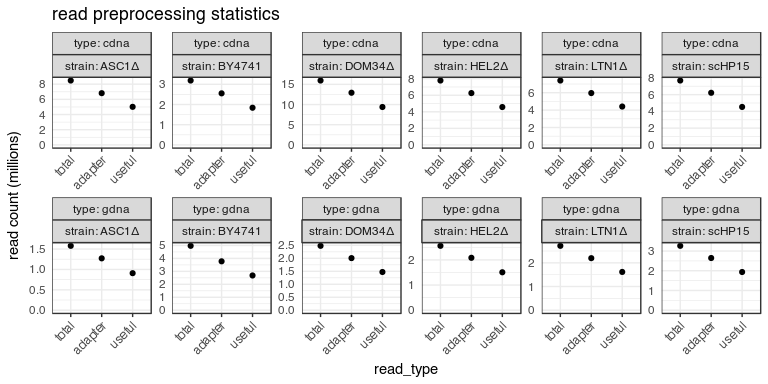 read preprocessing statistics
type: cdna type: cdna type: cdna type: cdna type: cdna type: cdna
strain: ASC1Δ strain: BY4741 strain: DOM34Δ strain: HEL2Δ strain: LTN1Δ strain: scHP15
8 3 15 8 6 8
6 2 10 6 4 6
4 1 5 4 2 4
2 0 0 2 0 2
0 0 0
total adapter useful total adapter useful total adapter useful total adapter useful total adapter useful total adapter useful
read count (millions)
type: gdna type: gdna type: gdna type: gdna type: gdna type: gdna
strain: ASC1Δ strain: BY4741 strain: DOM34Δ strain: HEL2Δ strain: LTN1Δ strain: scHP15
1.5 5 2.5 2 2 3
1.0 4 2.0 1 1 2
0.5 3 1.5 0 0 1
0.0 2 1.0 0
1 0.5
0 0.0
total adapter useful total adapter useful total adapter useful total adapter useful total adapter useful total adapter useful
read_type